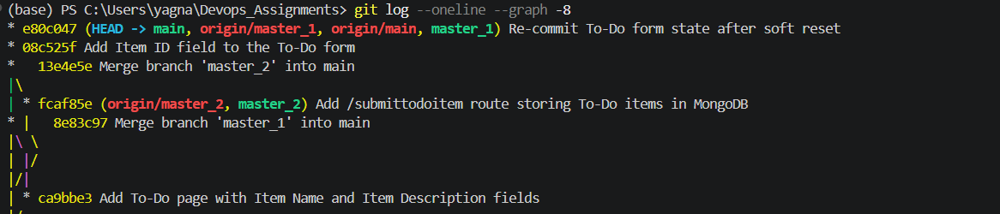 (base) PS C:\Users\yagna\Devops_Assignments> git log --oneline --graph -8
* e80c047 (HEAD -> main, origin/master_1, origin/main, master_1) Re-commit To-Do form state after soft reset
* 08c525f Add Item ID field to the To-Do form
*   13e4e5e Merge branch 'master_2' into main
|\
| * fcaf85e (origin/master_2, master_2) Add /submittodoitem route storing To-Do items in MongoDB
* |   8e83c97 Merge branch 'master_1' into main
|\ \
| |/
|/|
| * ca9bbe3 Add To-Do page with Item Name and Item Description fields
|/